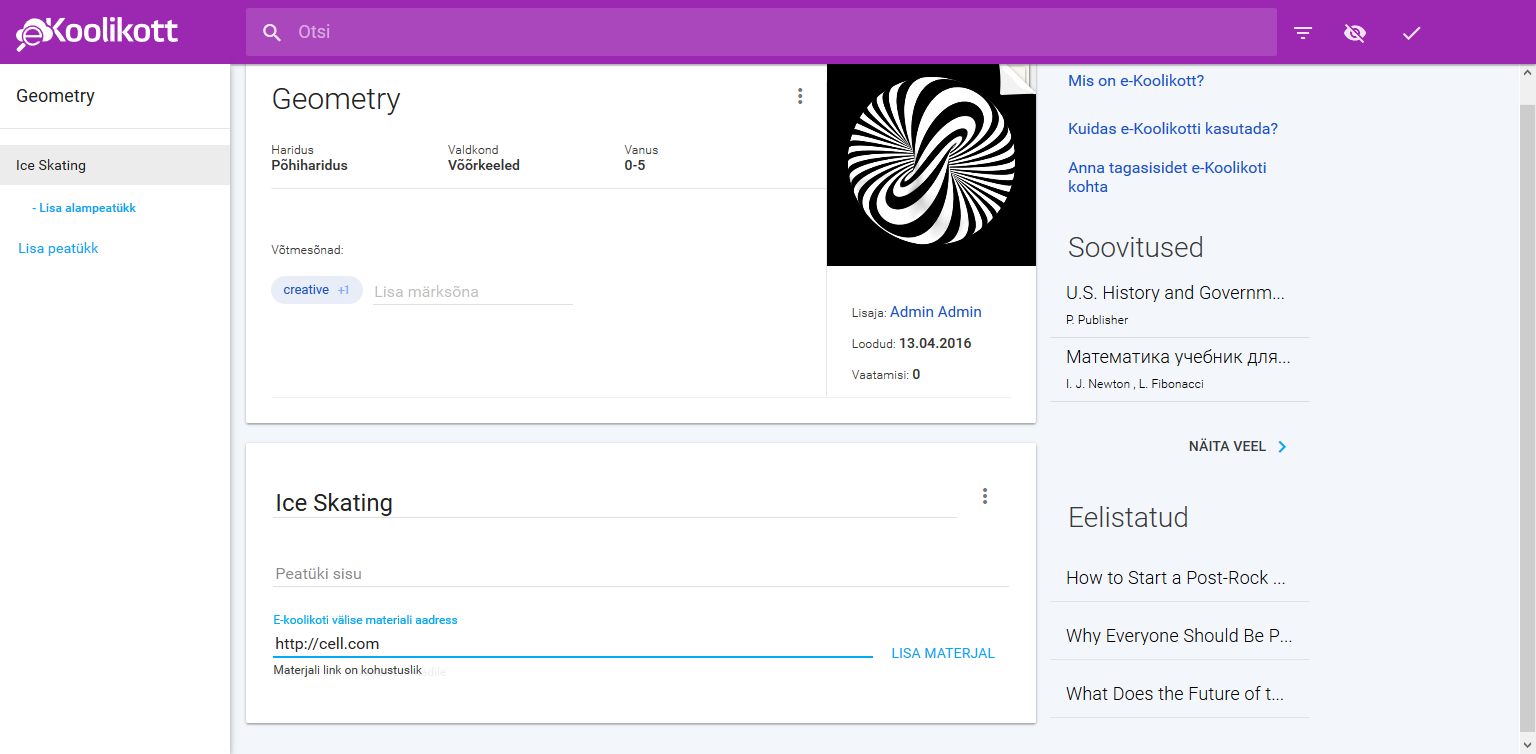 eKoolikott
Otsi
Geometry
Ice Skating
- Lisa alampeatükk
Lisa peatükk
Geometry
Haridus
Põhiharidus
Valdkond
Võõrkeeled
Vanus
0-5
Võtmesõnad:
creative +1
Lisa märksõna
Lisaja: Admin Admin
Loodud: 13.04.2016
Vaatamisi: 0
Ice Skating
Peatüki sisu
E-koolikoti välise materiali aadress
http://cell.com
LISA MATERJAL
Materjali link on kohustuslik
Mis on e-Koolikott?
Kuidas e-Koolikotti kasutada?
Anna tagasisidet e-Koolikoti
kohta
Soovitused
U.S. History and Governm...
P. Publisher
Математика учебник для...
I. J. Newton , L. Fibonacci
NÄITA VEEL
Eelistatud
How to Start a Post-Rock ...
Why Everyone Should Be P...
What Does the Future of t...